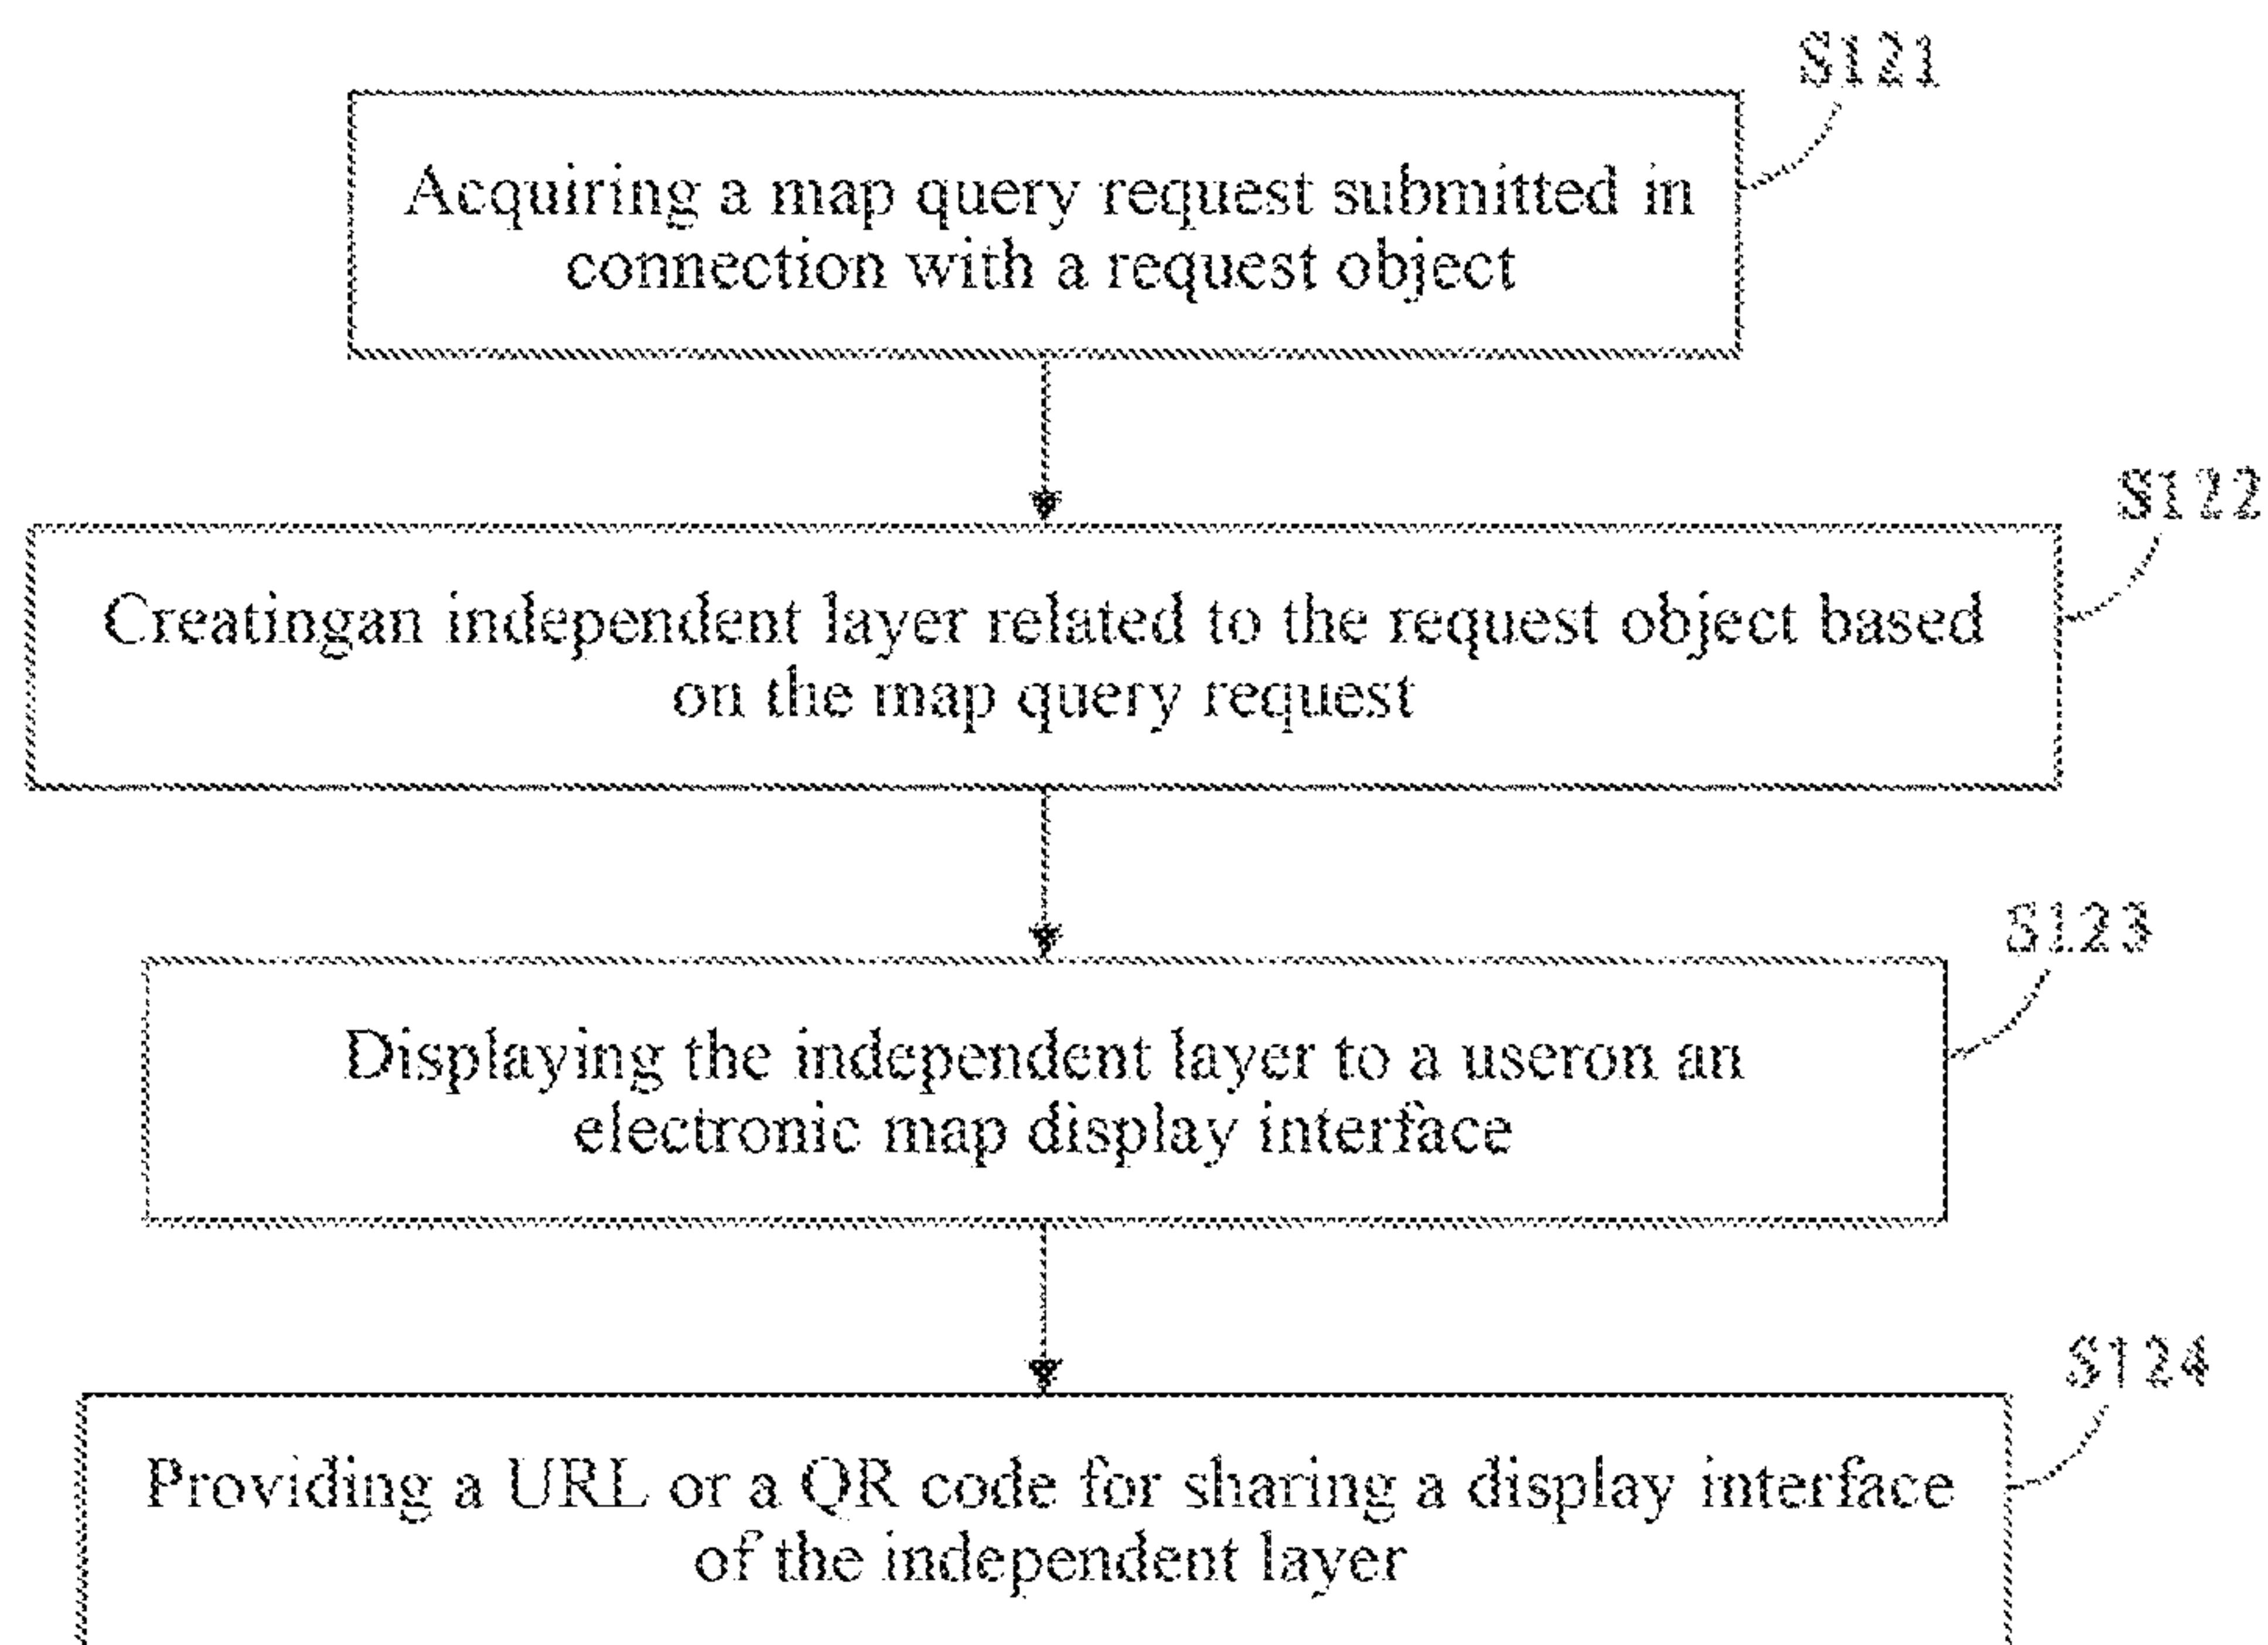 S121
Acquiring a map query request submitted in
connection with a request object
S122
Creatingan independent layer related to the request object based
on the map query request
S123
Displaying the independent layer to a useron an
electronic map display interface
S124
Providing a URL or a QR code for sharing a display interface
of the independent layer